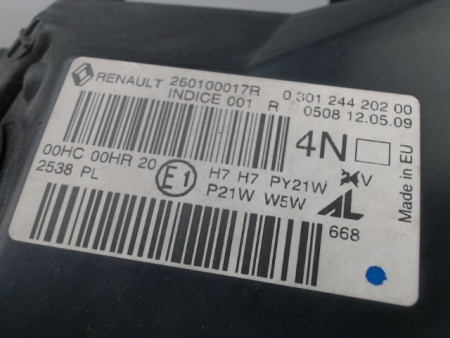 RENAULT 260100017R 0 301 244 202 00
INDICE 001 R 0508 12.05.09
4N
Made in EU
00HC 00HR 20 E1 H7 H7 PY21W V
2538 PL P21W W5W AL
668